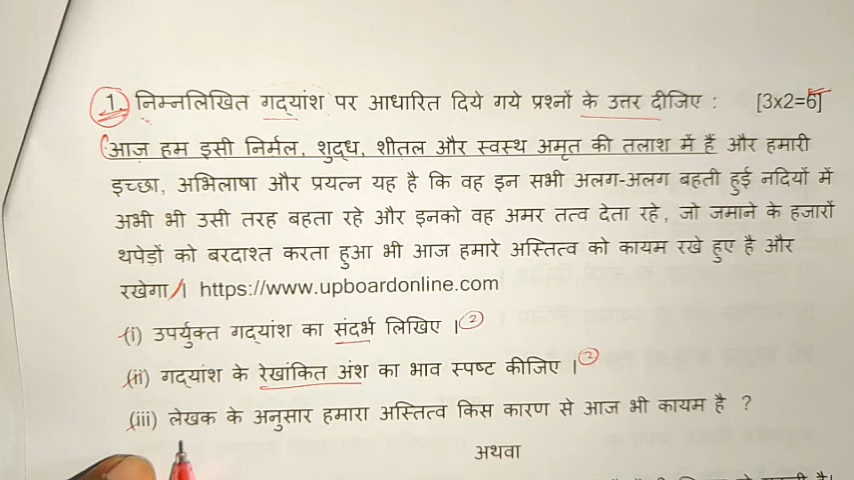 1. निम्नलिखित गद्यांश पर आधारित दिये गये प्रश्नों के उत्तर दीजिए : [3x2=6]
आज हम इसी निर्मल, शुद्ध, शीतल और स्वस्थ अमृत की तलाश में हैं और हमारी
इच्छा, अभिलाषा और प्रयत्न यह है कि वह इन सभी अलग-अलग बहती हुई नदियों में
अभी भी उसी तरह बहता रहे और इनको वह अमर तत्व देता रहे, जो जमाने के हजारों
थपेड़ों को बरदाश्त करता हुआ भी आज हमारे अस्तित्व को कायम रखे हुए है और
रखेगा । https://www.upboardonline.com
(i) उपर्युक्त गद्यांश का संदर्भ लिखिए । 2
(ii) गद्यांश के रेखांकित अंश का भाव स्पष्ट कीजिए । 2
(iii) लेखक के अनुसार हमारा अस्तित्व किस कारण से आज भी कायम है ?
अथवा